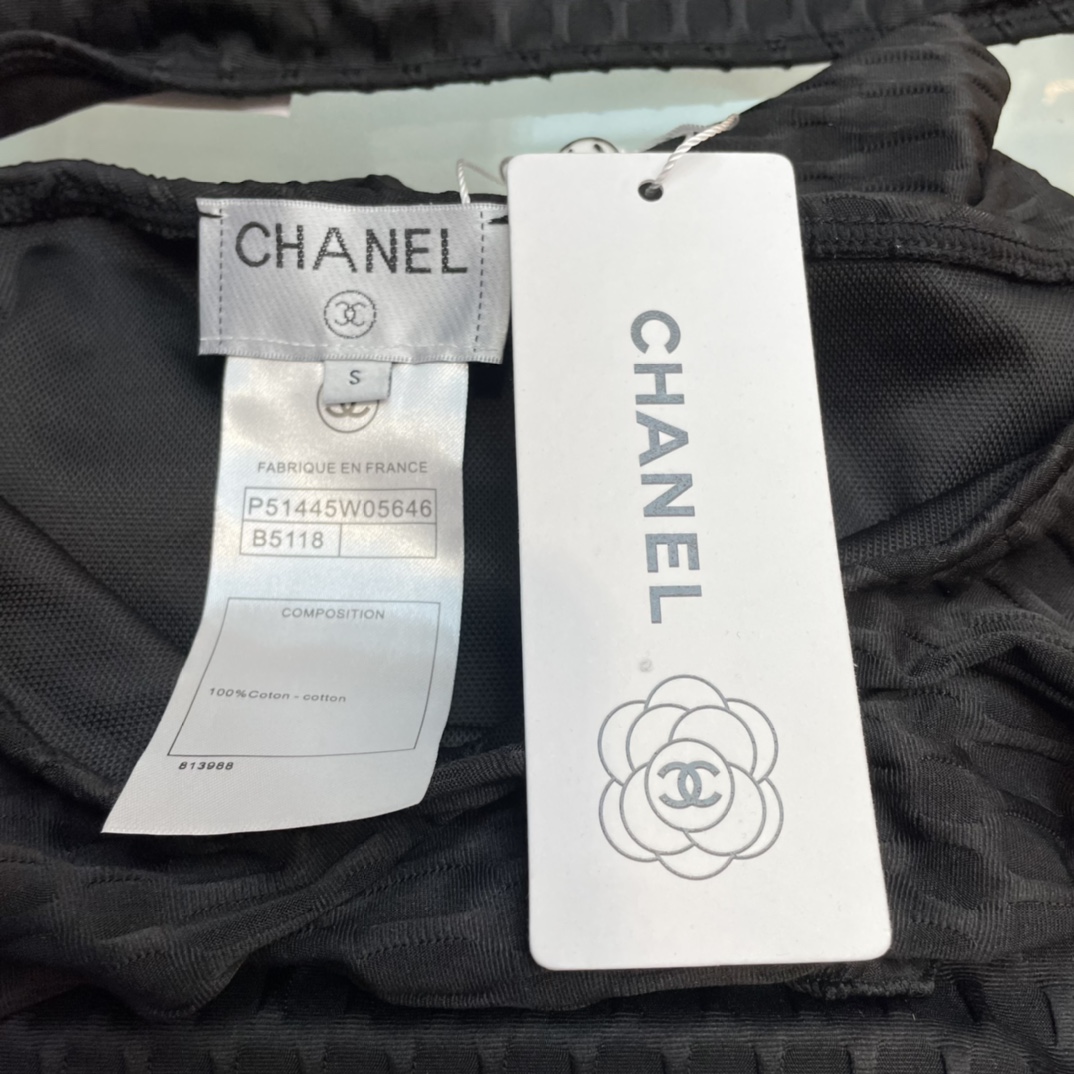 CHANEL
S
FABRIQUE EN FRANCE
P51445W05646
B5118
COMPOSITION
100%Coton - cotton
813988
CHANEL